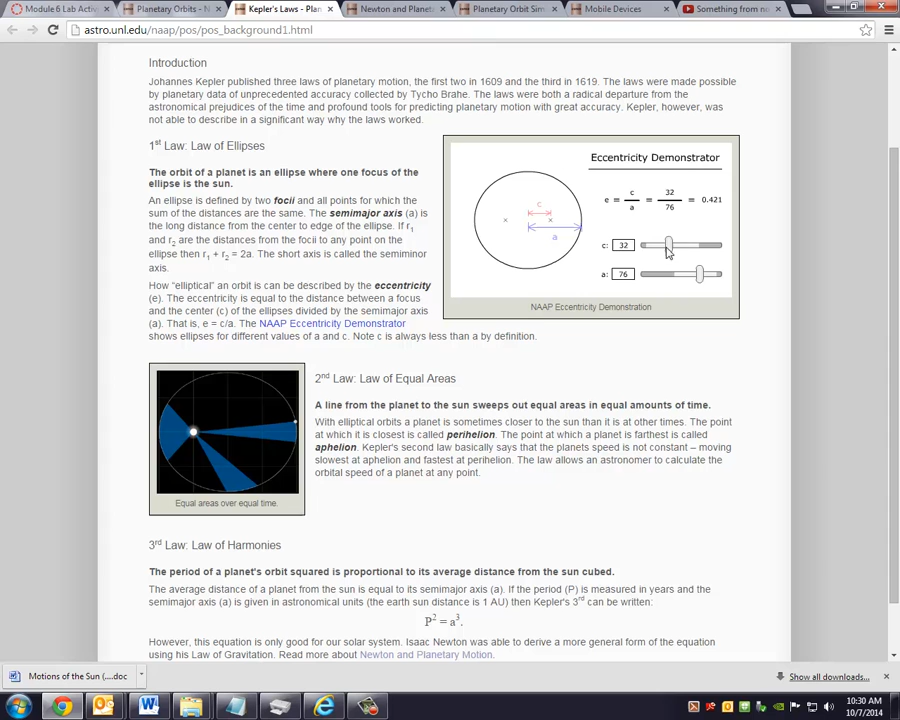 Module 6 Lab Activi
Planetary Orbits - N
Kepler's Laws - Plan
Newton and Planeta
Planetary Orbit Sim
Mobile Devices
Something from no
astro.unl.edu/naap/pos/pos_background1.html
Introduction
Johannes Kepler published three laws of planetary motion, the first two in 1609 and the third in 1619. The laws were made possible
by planetary data of unprecedented accuracy collected by Tycho Brahe. The laws were both a radical departure from the
astronomical prejudices of the time and profound tools for predicting planetary motion with great accuracy. Kepler, however, was
not able to describe in a significant way why the laws worked.
1st Law: Law of Ellipses
The orbit of a planet is an ellipse where one focus of the
ellipse is the sun.
An ellipse is defined by two focii and all points for which the
sum of the distances are the same. The semimajor axis (a) is
the long distance from the center to edge of the ellipse. If r1
and r2 are the distances from the focii to any point on the
ellipse then r1 + r2 = 2a. The short axis is called the semiminor
axis.
How “elliptical” an orbit is can be described by the eccentricity
(e). The eccentricity is equal to the distance between a focus
and the center (c) of the ellipses divided by the semimajor axis
(a). That is, e = c/a. The NAAP Eccentricity Demonstrator
shows ellipses for different values of a and c. Note c is always less than a by definition.
Eccentricity Demonstrator
c
a
e = c/a = 32/76 = 0.421
c: 32
a: 76
NAAP Eccentricity Demonstration
2nd Law: Law of Equal Areas
A line from the planet to the sun sweeps out equal areas in equal amounts of time.
With elliptical orbits a planet is sometimes closer to the sun than it is at other times. The point
at which it is closest is called perihelion. The point at which a planet is farthest is called
aphelion. Kepler's second law basically says that the planets speed is not constant – moving
slowest at aphelion and fastest at perihelion. The law allows an astronomer to calculate the
orbital speed of a planet at any point.
Equal areas over equal time.
3rd Law: Law of Harmonies
The period of a planet's orbit squared is proportional to its average distance from the sun cubed.
The average distance of a planet from the sun is equal to its semimajor axis (a). If the period (P) is measured in years and the
semimajor axis (a) is given in astronomical units (the earth sun distance is 1 AU) then Kepler's 3rd can be written:
P² = a³.
However, this equation is only good for our solar system. Isaac Newton was able to derive a more general form of the equation
using his Law of Gravitation. Read more about Newton and Planetary Motion.
Motions of the Sun (....doc
Show all downloads...
10:30 AM
10/7/2014